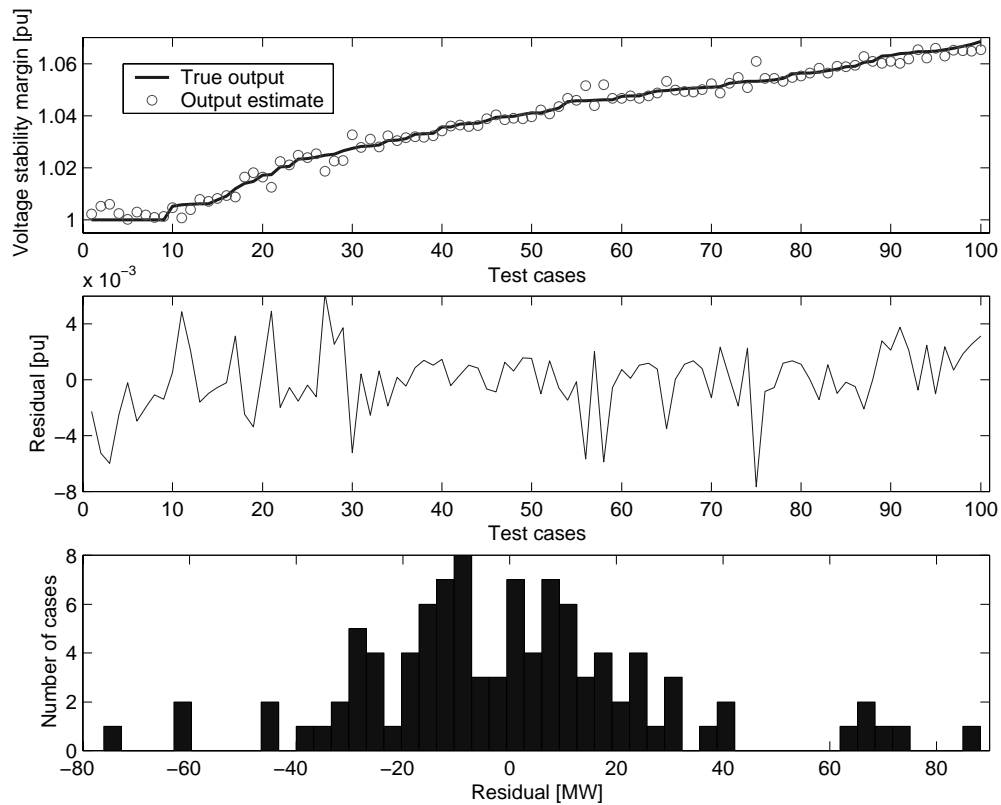 Voltage stability margin [pu]
1.06
1.04
1.02
1
True output
Output estimate
0 10 20 30 40 50 60 70 80 90 100
Test cases
x 10⁻³
Residual [pu]
4
0
−4
−8
0 10 20 30 40 50 60 70 80 90 100
Test cases
Number of cases
8
6
4
2
0
−80 −60 −40 −20 0 20 40 60 80
Residual [MW]